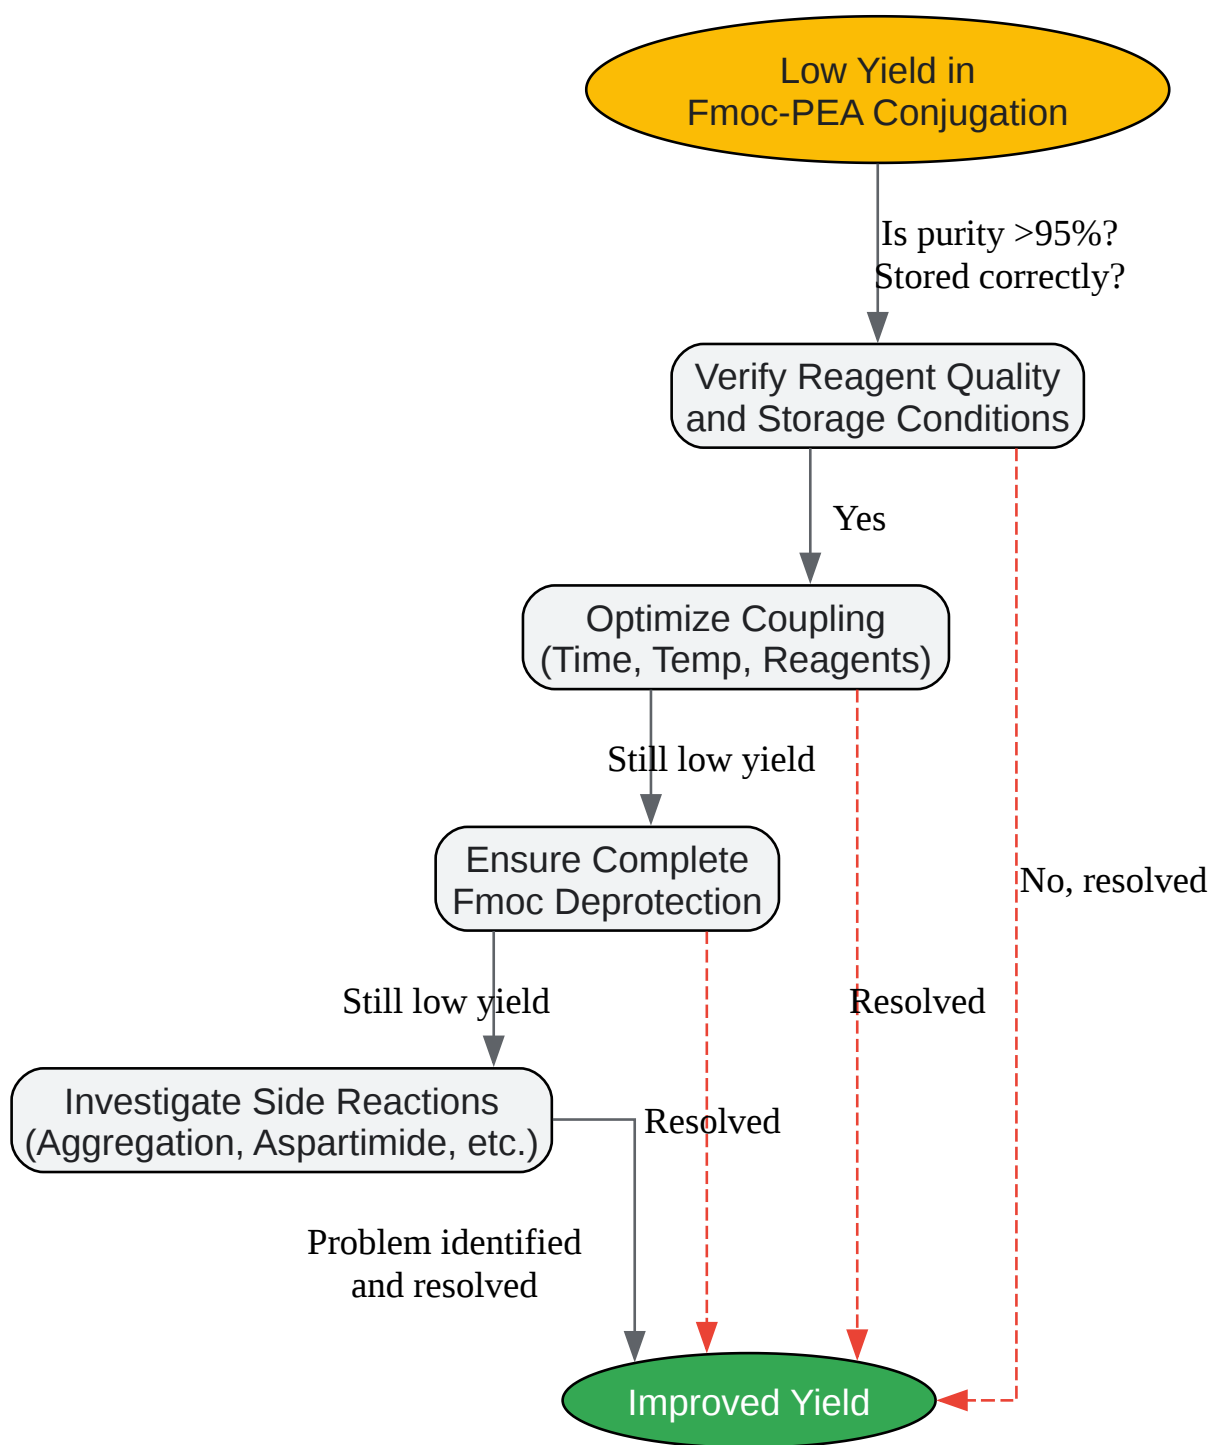 Low Yield in
Fmoc-PEA Conjugation
Is purity >95%?
Stored correctly?
Verify Reagent Quality
and Storage Conditions
Yes
Optimize Coupling
(Time, Temp, Reagents)
Still low yield
Ensure Complete
Fmoc Deprotection
No, resolved
Still low yield
Resolved
Investigate Side Reactions
(Aggregation, Aspartimide, etc.)
Resolved
Problem identified
and resolved
Improved Yield